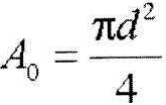 A₀ = πd²/4